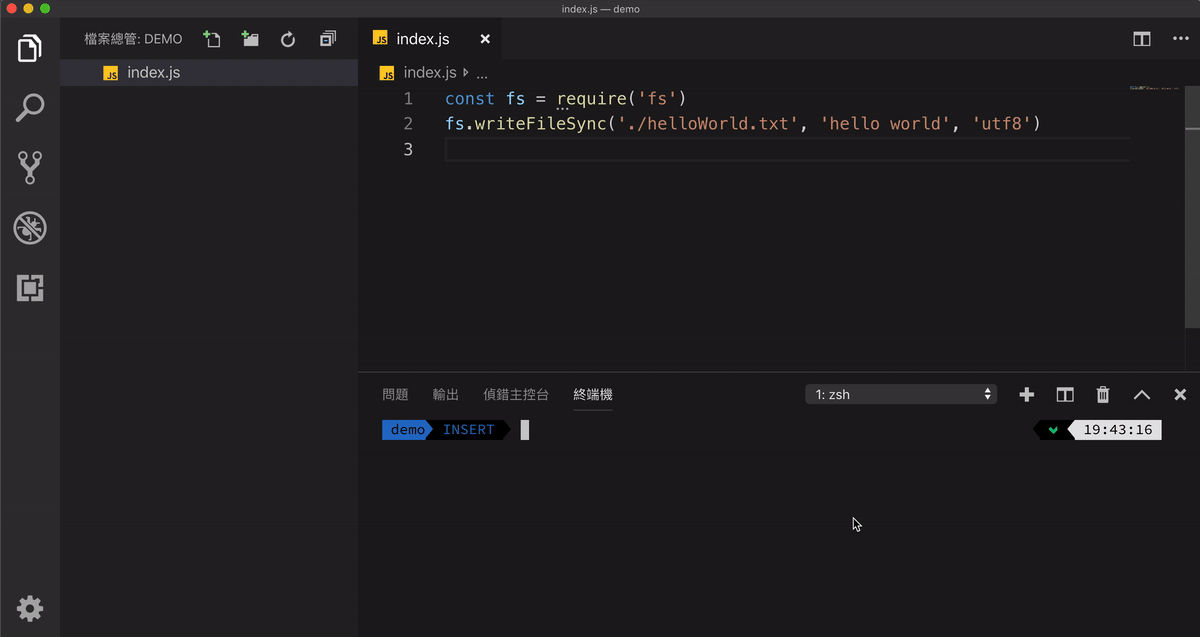 index.js — demo
檔案總管: DEMO
JS index.js
JS index.js
JS index.js ...
1 const fs = require('fs')
2 fs.writeFileSync('./helloWorld.txt', 'hello world', 'utf8')
3
問題 輸出 偵錯主控台 終端機 1: zsh
demo INSERT 19:43:16